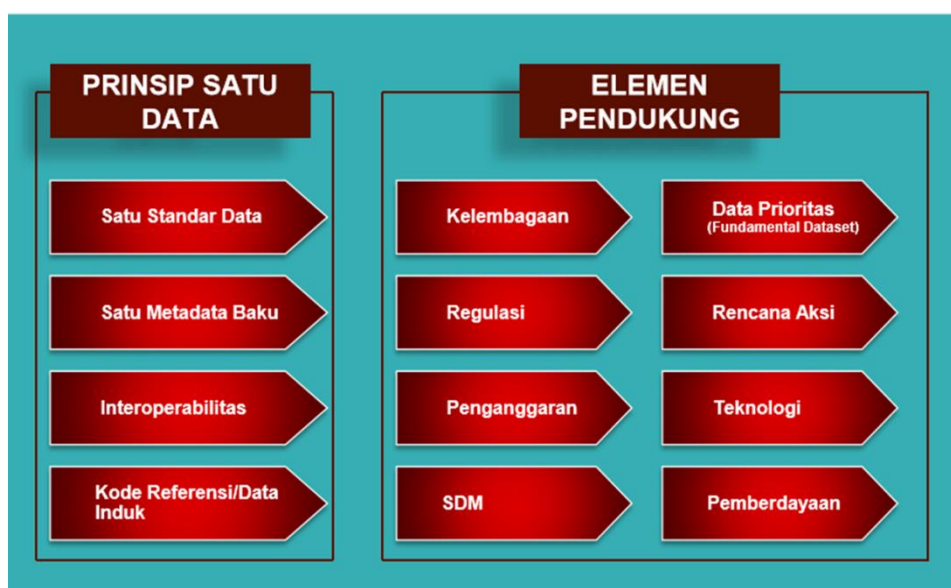 PRINSIP SATU
DATA
Satu Standar Data
Satu Metadata Baku
Interoperabilitas
Kode Referensi/Data
Induk
ELEMEN
PENDUKUNG
Kelembagaan
Regulasi
Penganggaran
SDM
Data Prioritas
(Fundamental Dataset)
Rencana Aksi
Teknologi
Pemberdayaan